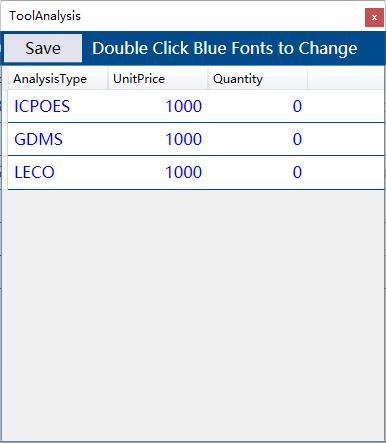 ToolAnalysis
x
Save Double Click Blue Fonts to Change
AnalysisType UnitPrice Quantity
ICPOES 1000 0
GDMS 1000 0
LECO 1000 0